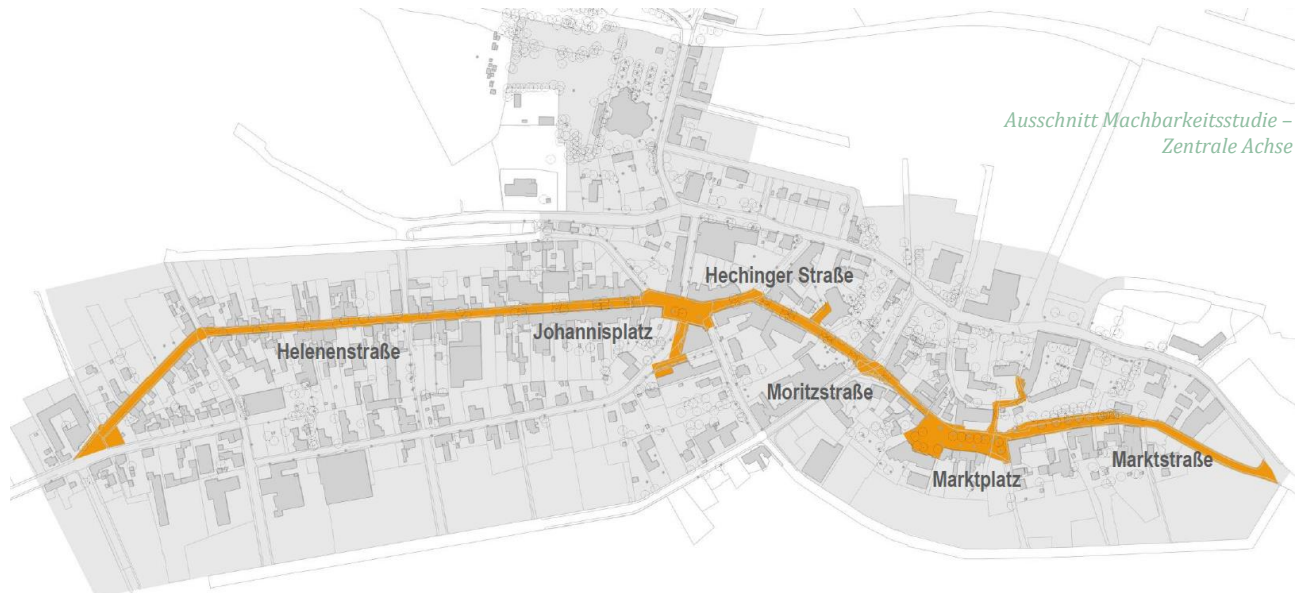 Ausschnitt Machbarkeitsstudie –
Zentrale Achse
Hechinger Straße
Johannisplatz
Helenenstraße
Moritzstraße
Marktstraße
Marktplatz